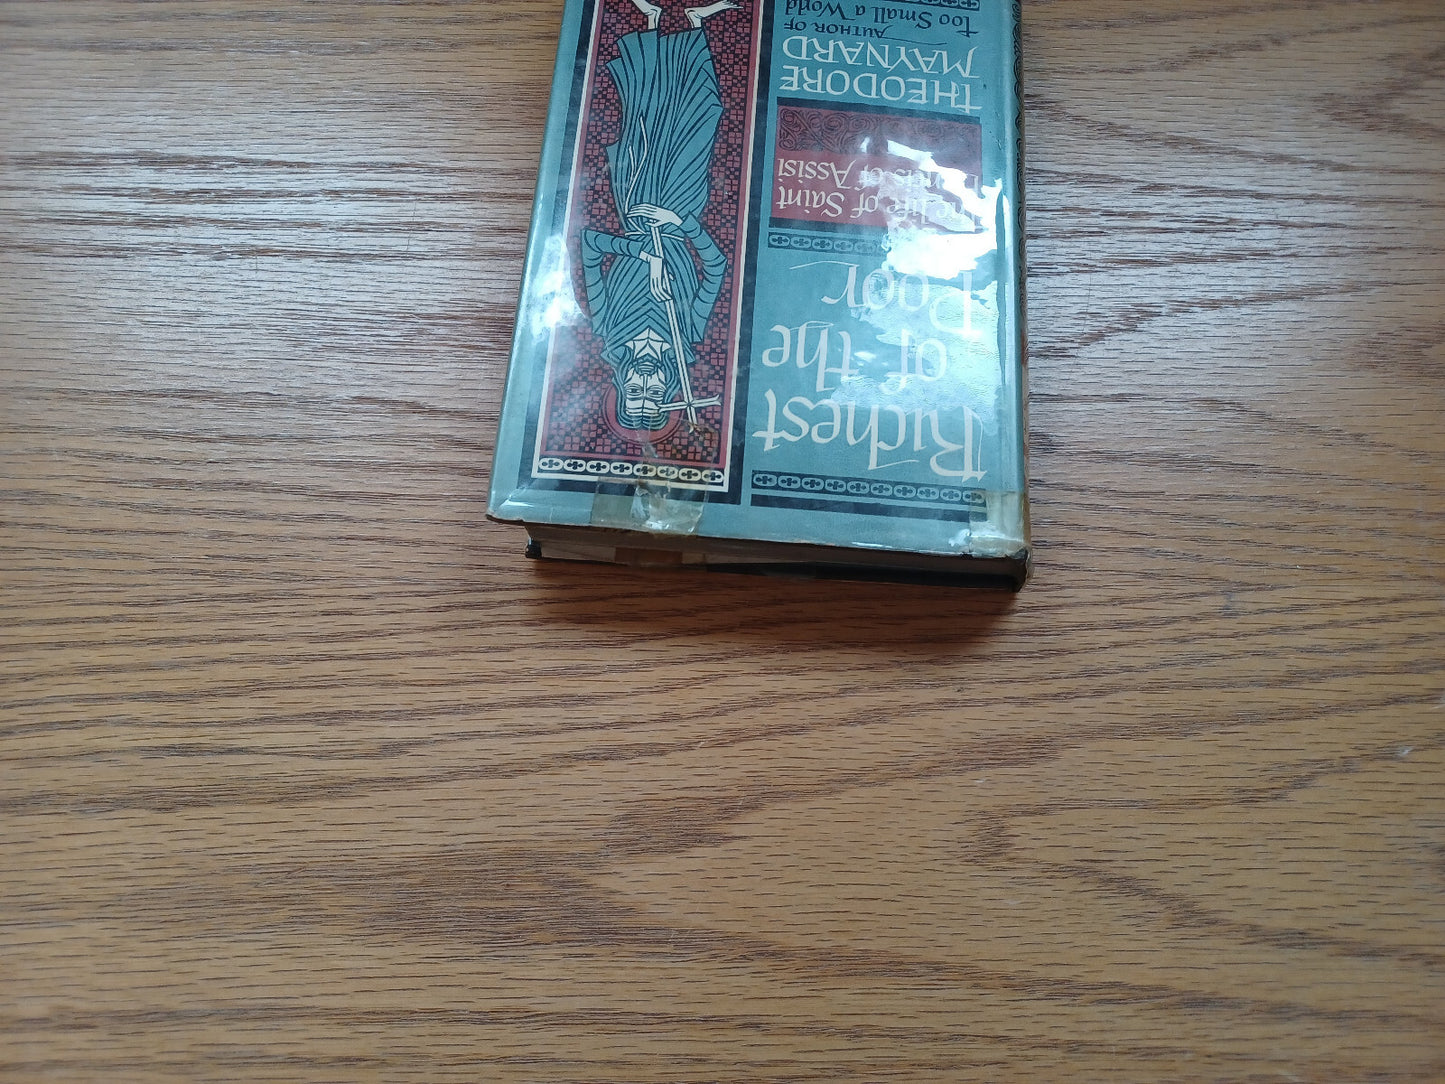 Richest
of the
Poor
The life of Saint
Francis of Assisi
THEODORE
MAYNARD
AUTHOR OF
Too Small a World